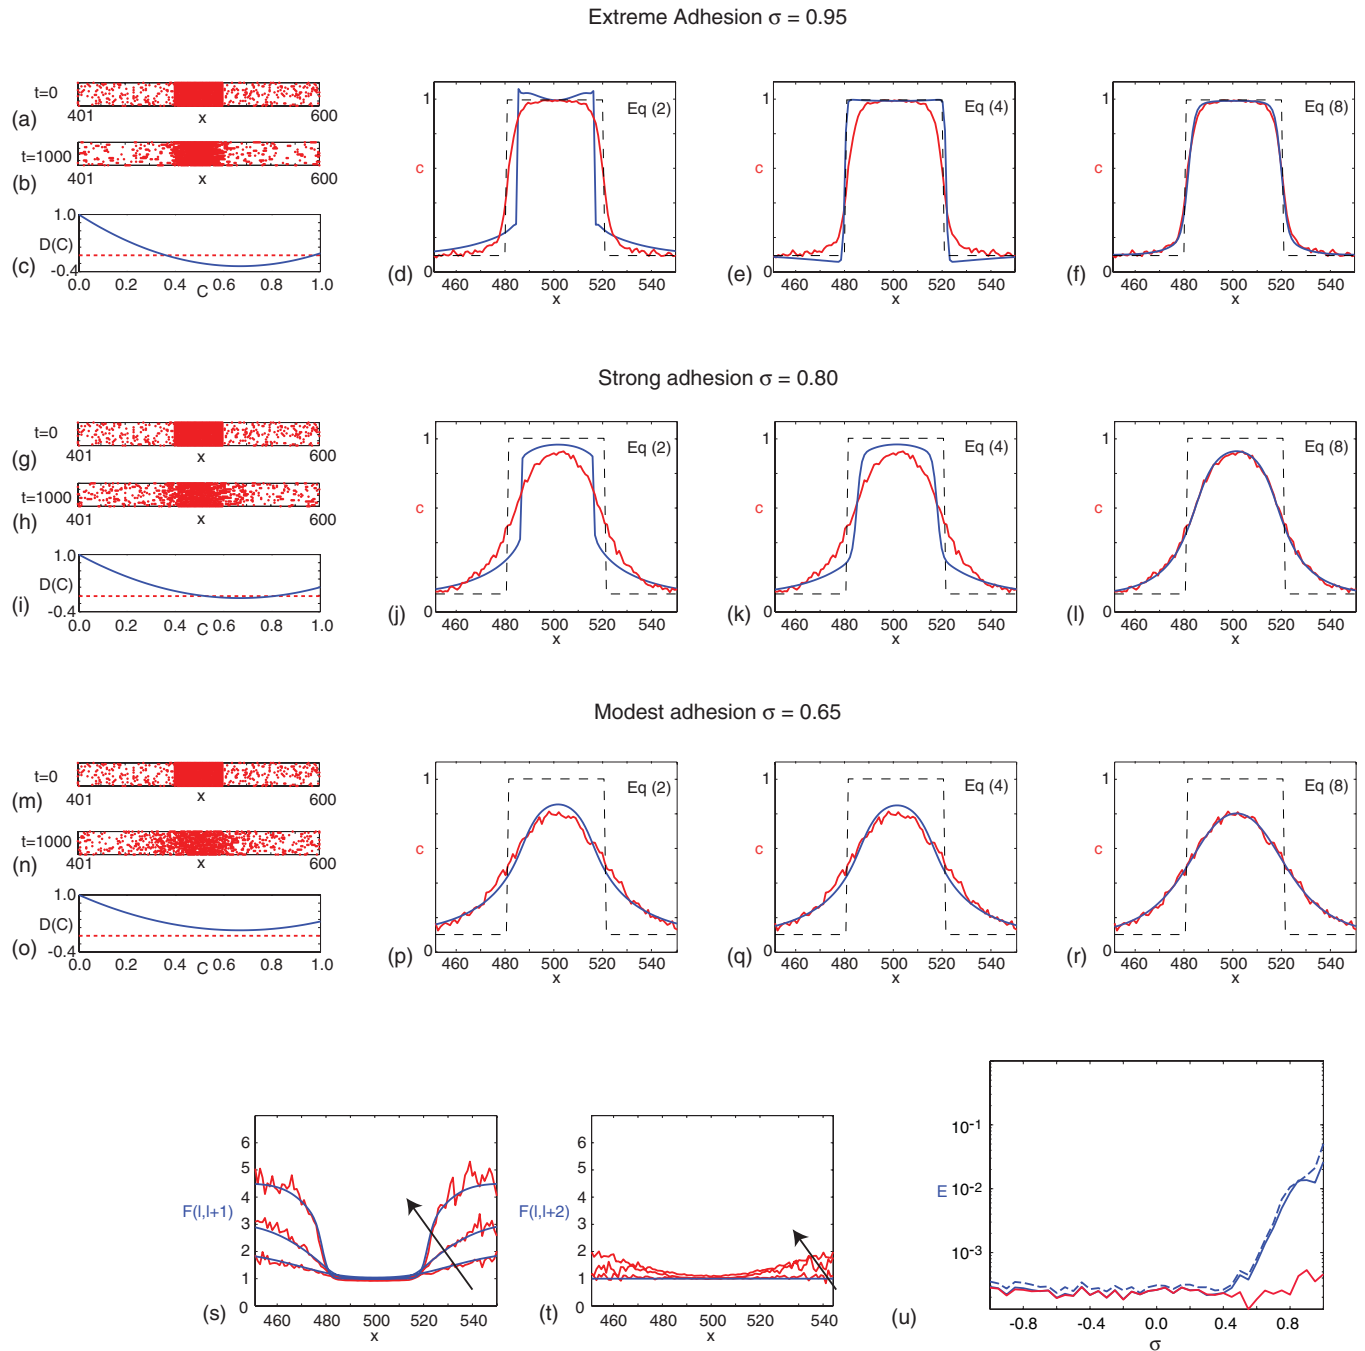 Extreme Adhesion σ = 0.95
t=0
(a)
401
x
600
t=1000
(b)
401
x
600
1.0
D(C)
-0.4
(c)
0.0 0.2 0.4 0.6 0.8 1.0
C
1
c
0
Eq (2)
(d)
460 480 500 520 540
x
1
c
0
Eq (4)
(e)
460 480 500 520 540
x
1
c
0
Eq (8)
(f)
460 480 500 520 540
x
Strong adhesion σ = 0.80
t=0
(g)
401
x
600
t=1000
(h)
401
x
600
1.0
D(C)
-0.4
(i)
0.0 0.2 0.4 0.6 0.8 1.0
C
1
c
0
Eq (2)
(j)
460 480 500 520 540
x
1
c
0
Eq (4)
(k)
460 480 500 520 540
x
1
c
0
Eq (8)
(l)
460 480 500 520 540
x
Modest adhesion σ = 0.65
t=0
(m)
401
x
600
t=1000
(n)
401
x
600
1.0
D(C)
-0.4
(o)
0.0 0.2 0.4 0.6 0.8 1.0
C
1
c
0
Eq (2)
(p)
460 480 500 520 540
x
1
c
0
Eq (4)
(q)
460 480 500 520 540
x
1
c
0
Eq (8)
(r)
460 480 500 520 540
x
6
5
4
F(l,l+1)
3
2
1
0
(s)
460 480 500 520 540
x
6
5
4
F(l,l+2)
3
2
1
0
(t)
460 480 500 520 540
x
10-1
E 10-2
10-3
(u)
-0.8 -0.4 0.0 0.4 0.8
σ